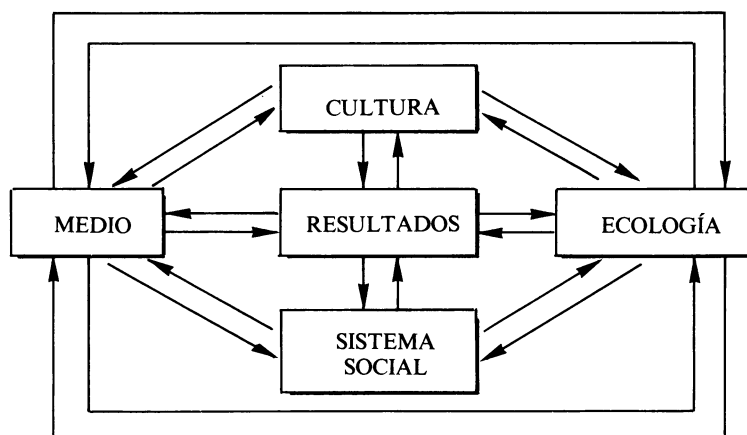 CULTURA
MEDIO
RESULTADOS
ECOLOGÍA
SISTEMA
SOCIAL